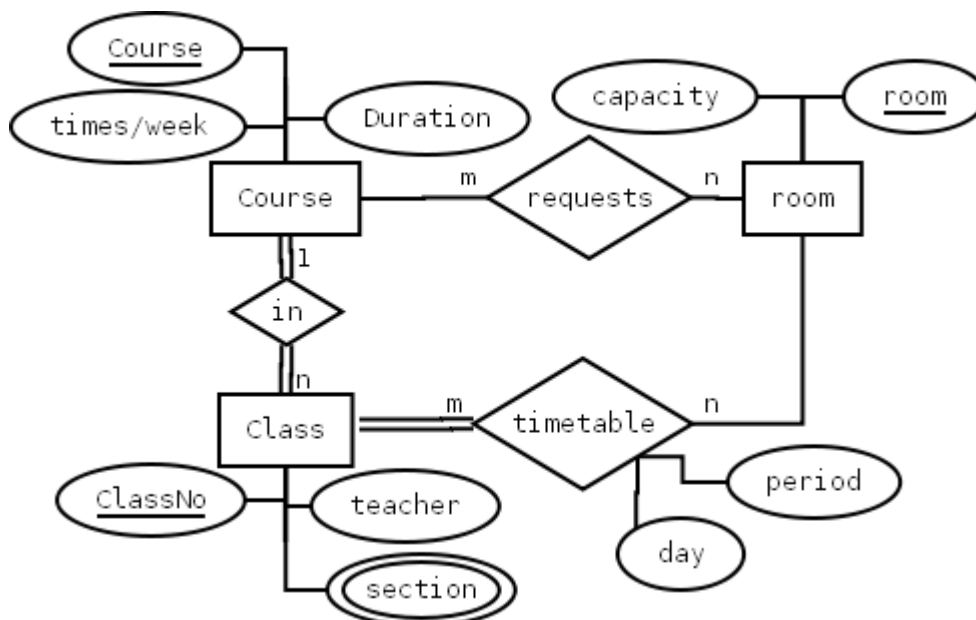 Course
times/week
Duration
capacity
room
Course
m
requests
n
room
1
in
n
Class
m
timetable
n
ClassNo
teacher
section
period
day